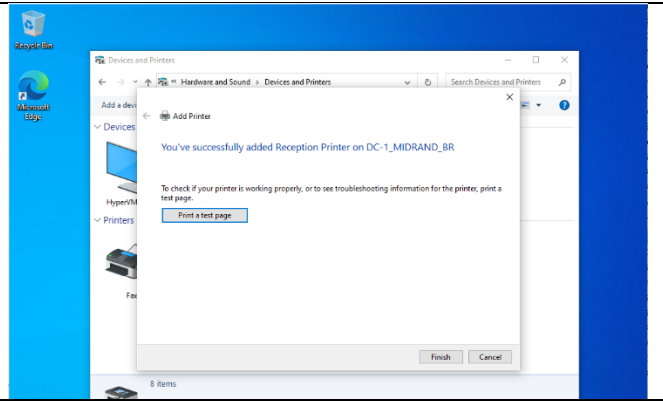 Recycle Bin
Microsoft Edge
Devices and Printers
Hardware and Sound > Devices and Printers
Search Devices and Printers
Add a devi
Add Printer
Devices
You've successfully added Reception Printer on DC-1_MIDRAND_BR
To check if your printer is working properly, or to see troubleshooting information for the printer, print a
test page.
HyperVM
Print a test page
Printers
Fax
Finish Cancel
8 items